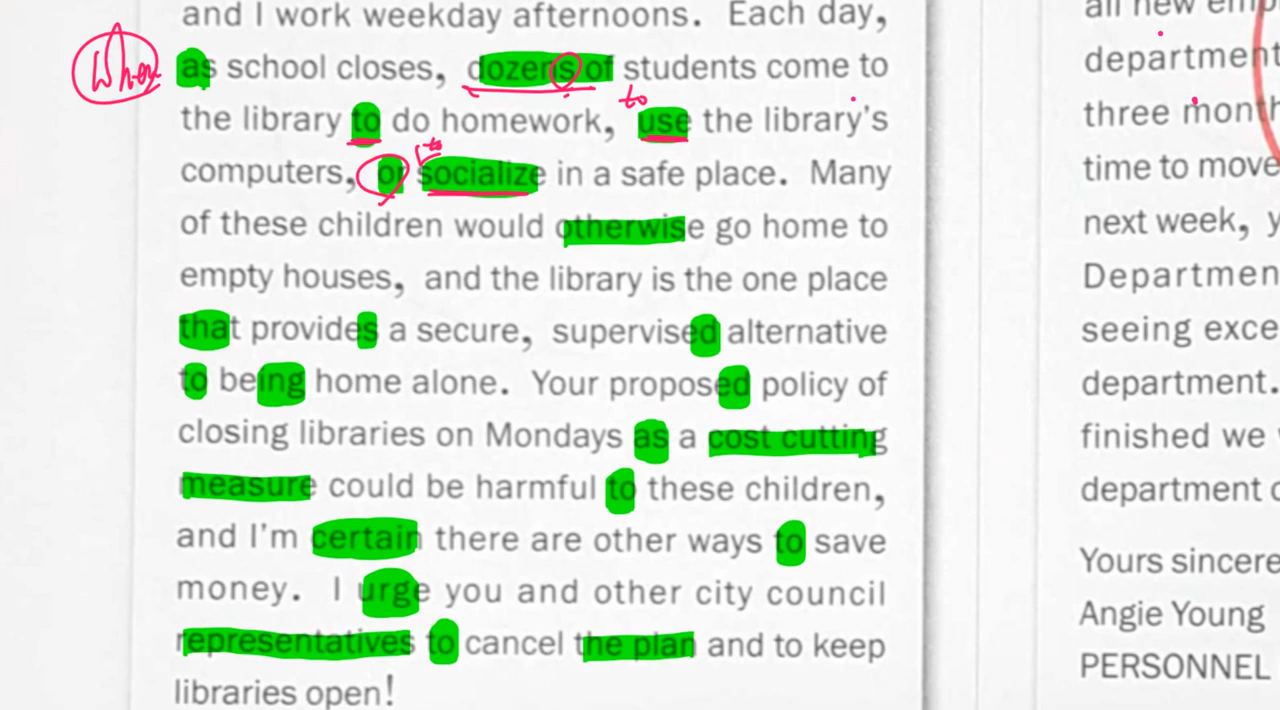 and I work weekday afternoons. Each day,
When
as school closes, dozens of students come to
to
the library to do homework, use the library's
to
computers, or socialize in a safe place. Many
of these children would otherwise go home to
empty houses, and the library is the one place
that provides a secure, supervised alternative
to being home alone. Your proposed policy of
closing libraries on Mondays as a cost cutting
measure could be harmful to these children,
and I'm certain there are other ways to save
money. I urge you and other city council
representatives to cancel the plan and to keep
libraries open!
all new
department
three
time to move
next week,
seeing
department.
finished we
department
Angie Young
PERSONNEL